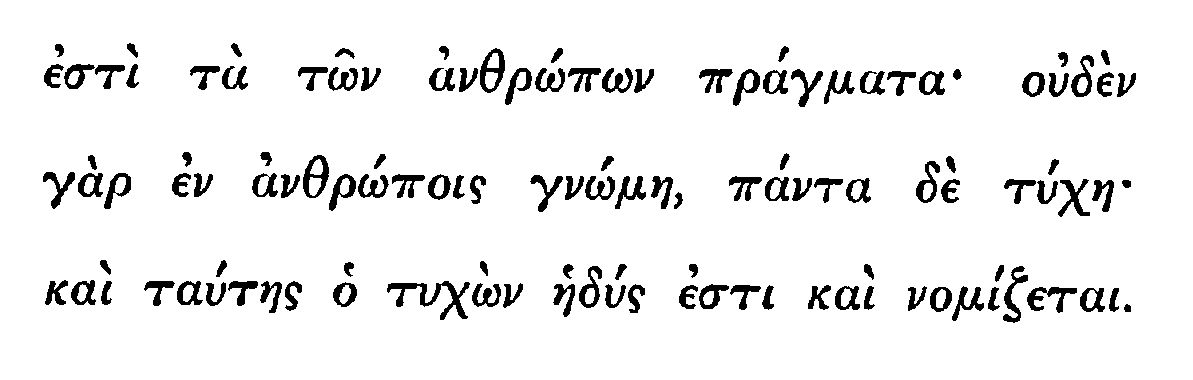 ἐστὶ τὰ τῶν ἀνθρώπων πράγματα· οὐδὲν
γὰρ ἐν ἀνθρώποις γνώμη, πάντα δὲ τύχη·
καὶ ταύτης ὁ τυχὼν ἡδύς ἐστι καὶ νομίζεται.